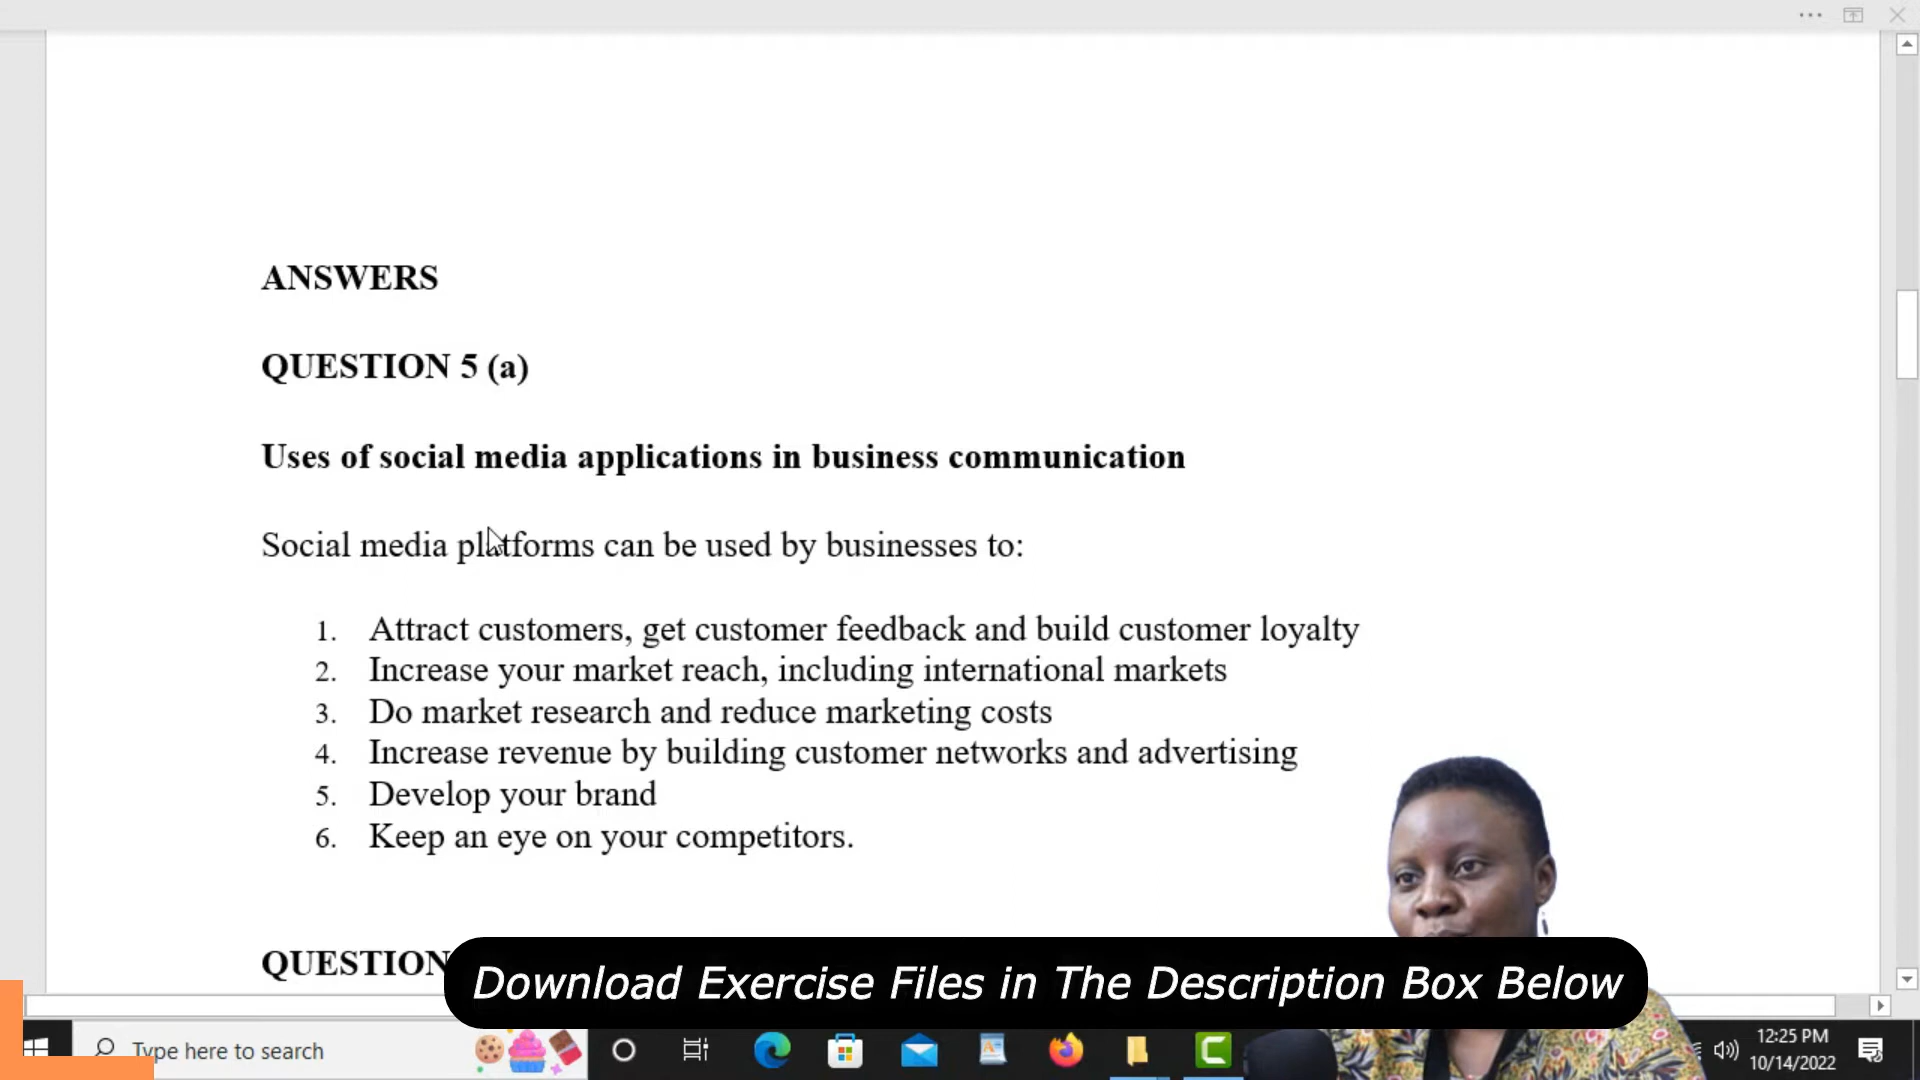 ANSWERS
QUESTION 5 (a)
Uses of social media applications in business communication
Social media platforms can be used by businesses to:
1. Attract customers, get customer feedback and build customer loyalty
2. Increase your market reach, including international markets
3. Do market research and reduce marketing costs
4. Increase revenue by building customer networks and advertising
5. Develop your brand
6. Keep an eye on your competitors.
QUESTION
Download Exercise Files in The Description Box Below
Type here to search
12:25 PM
10/14/2022